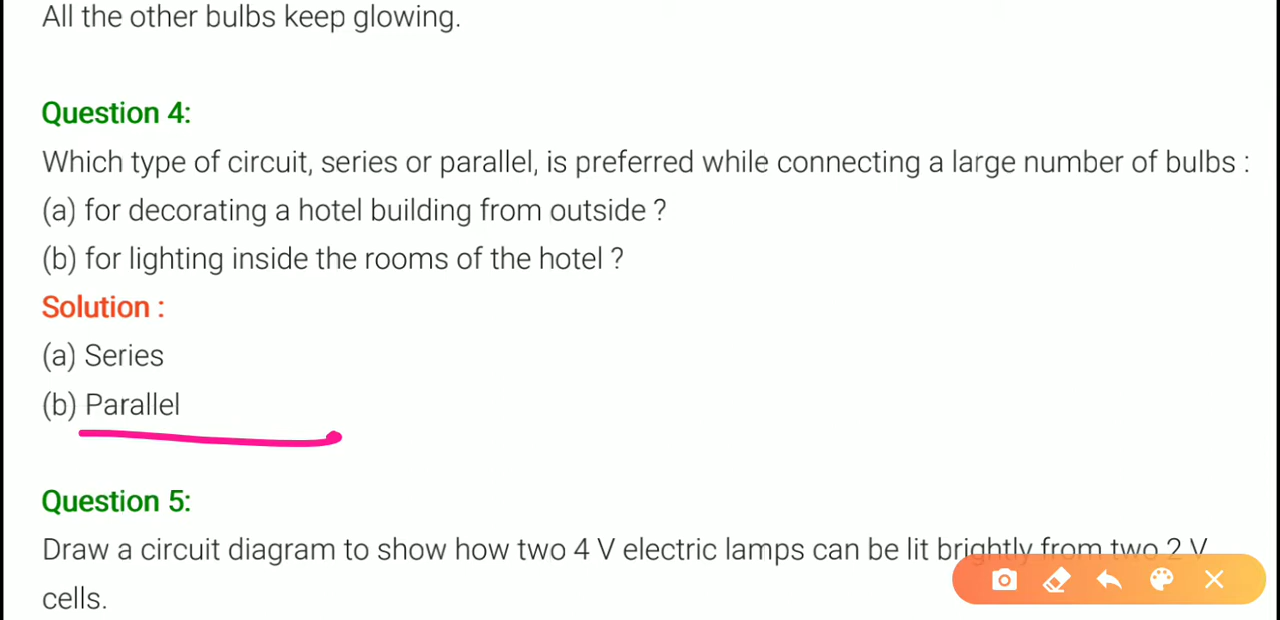 All the other bulbs keep glowing.
Question 4:
Which type of circuit, series or parallel, is preferred while connecting a large number of bulbs :
(a) for decorating a hotel building from outside ?
(b) for lighting inside the rooms of the hotel ?
Solution :
(a) Series
(b) Parallel
Question 5:
Draw a circuit diagram to show how two 4 V electric lamps can be lit brightly from two 2 V
cells.